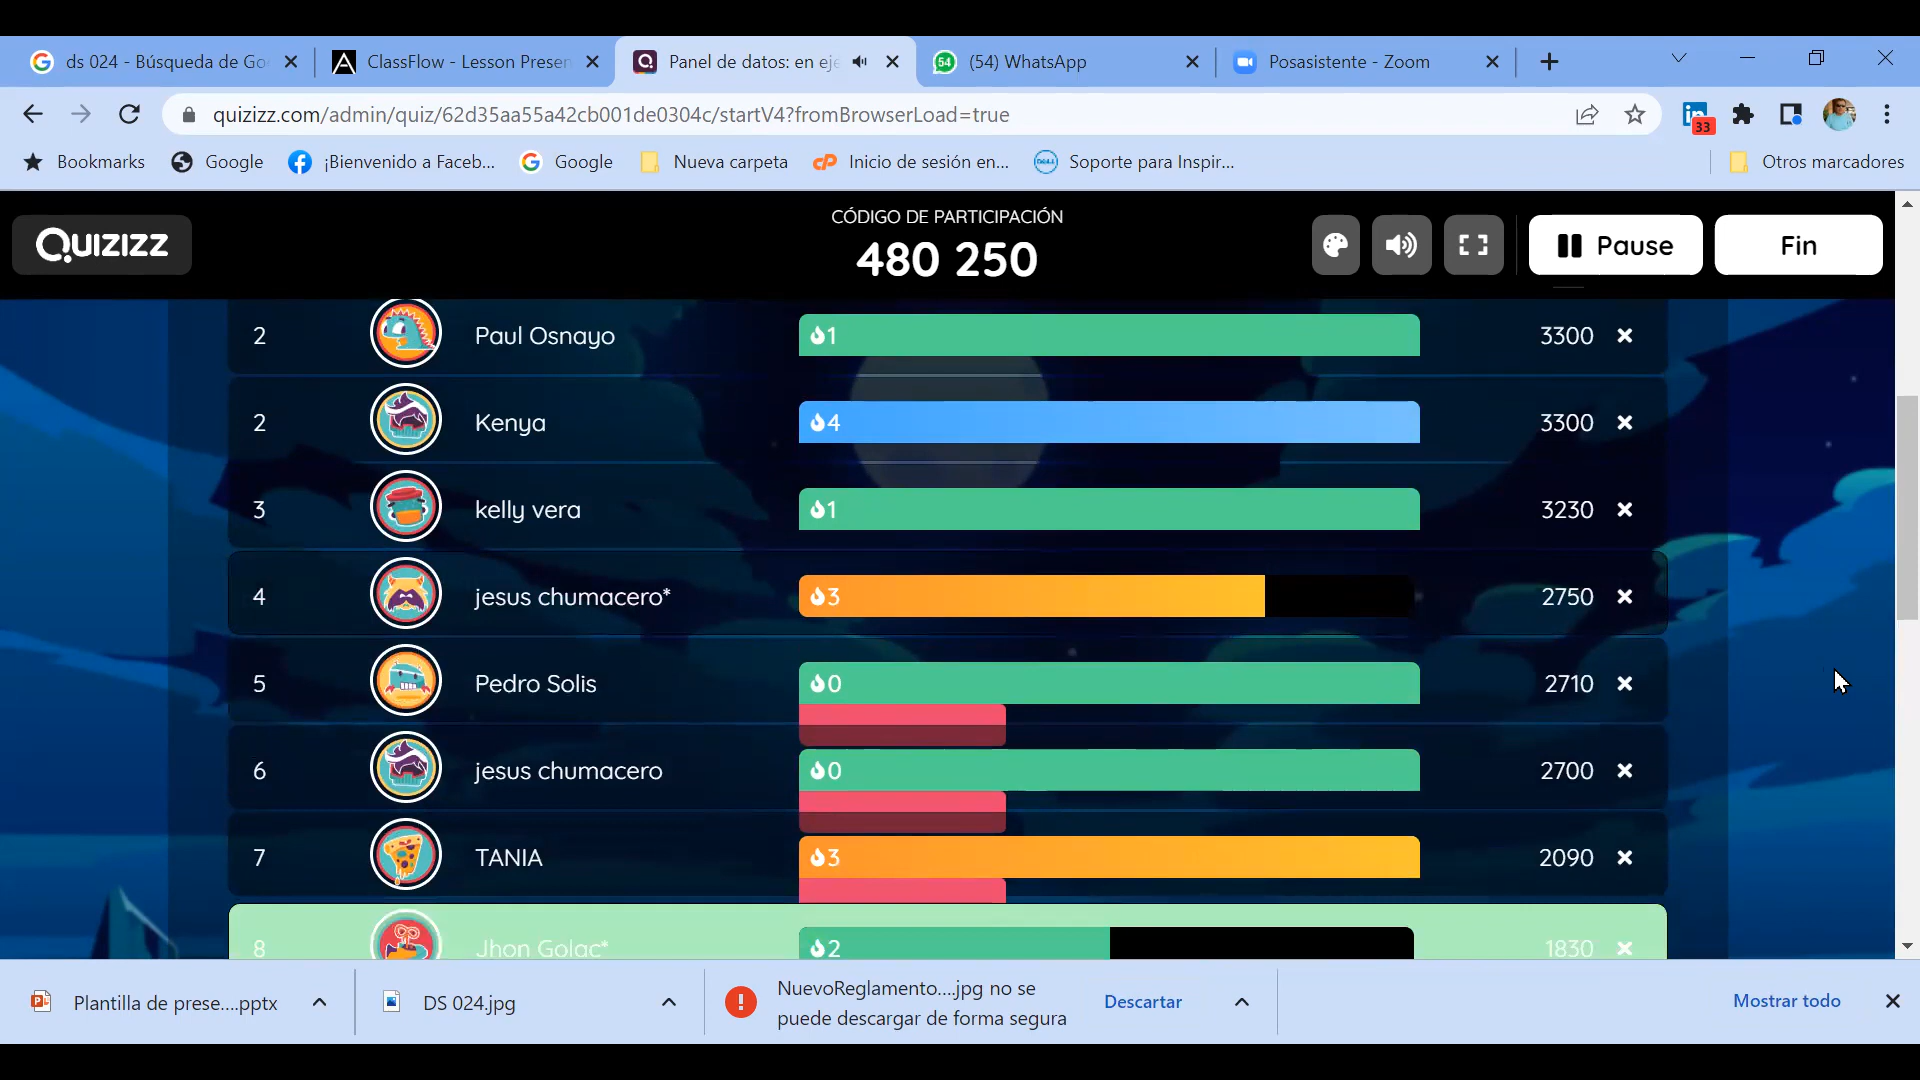 ds 024 - Búsqueda de Go
ClassFlow - Lesson Presen
Panel de datos: en eje
54
(54) WhatsApp
Posasistente - Zoom
quizizz.com/admin/quiz/62d35aa55a42cb001de0304c/startV4?fromBrowserLoad=true
33
Bookmarks
Google
¡Bienvenido a Faceb...
Google
Nueva carpeta
Inicio de sesión en...
Soporte para Inspir...
Otros marcadores
QUIZIZZ
CÓDIGO DE PARTICIPACIÓN
480 250
Pause
Fin
2 Paul Osnayo 1 3300
2 Kenya 4 3300
3 kelly vera 1 3230
4 jesus chumacero* 3 2750
5 Pedro Solis 0 2710
6 jesus chumacero 0 2700
7 TANIA 3 2090
8 Jhon Golac* 2 1830
Plantilla de prese....pptx
DS 024.jpg
NuevoReglamento....jpg no se
puede descargar de forma segura
Descartar
Mostrar todo